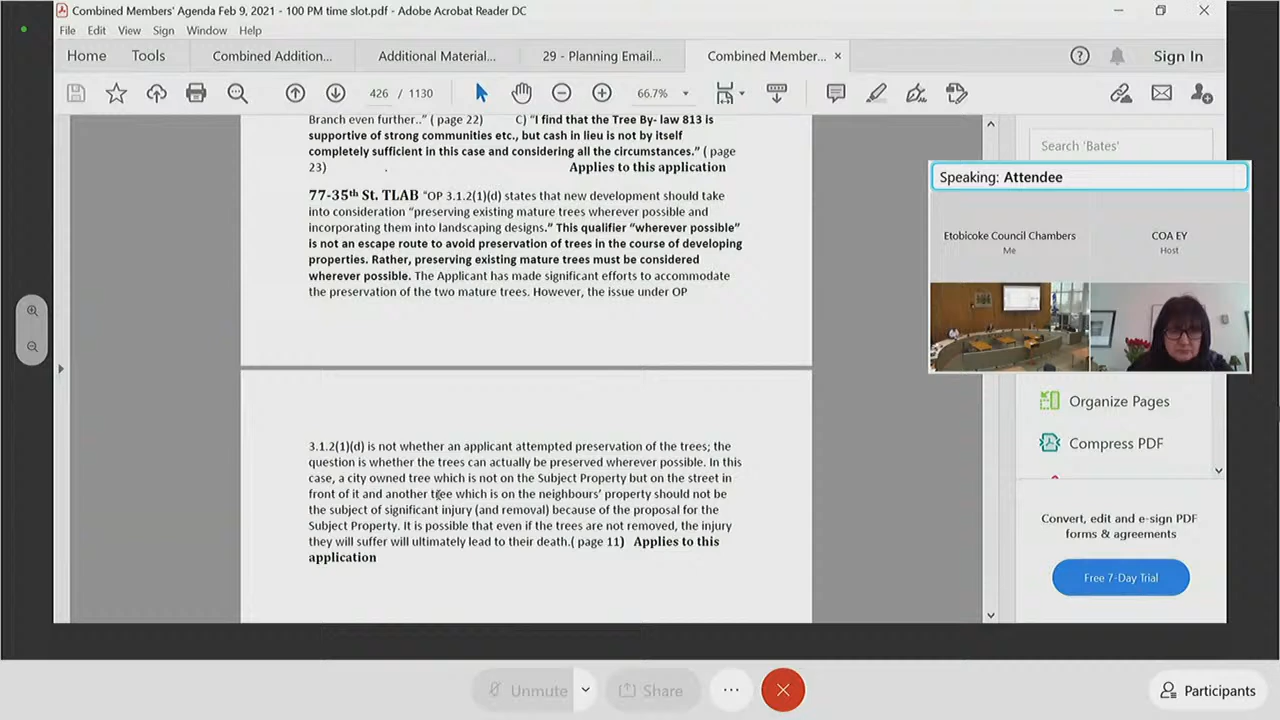 Combined Members' Agenda Feb 9, 2021 - 100 PM time slot.pdf - Adobe Acrobat Reader DC
File Edit View Sign Window Help
Home Tools Combined Addition... Additional Material... 29 - Planning Email... Combined Member... × Sign In
426 / 1130 66.7%
Branch even further.." ( page 22) C) "I find that the Tree By- law 813 is
supportive of strong communities etc., but cash in lieu is not by itself
completely sufficient in this case and considering all the circumstances." ( page
23) . Applies to this application
77-35th St. TLAB "OP 3.1.2(1)(d) states that new development should take
into consideration "preserving existing mature trees wherever possible and
incorporating them into landscaping designs." This qualifier "wherever possible"
is not an escape route to avoid preservation of trees in the course of developing
properties. Rather, preserving existing mature trees must be considered
wherever possible. The Applicant has made significant efforts to accommodate
the preservation of the two mature trees. However, the issue under OP
3.1.2(1)(d) is not whether an applicant attempted preservation of the trees; the
question is whether the trees can actually be preserved wherever possible. In this
case, a city owned tree which is not on the Subject Property but on the street in
front of it and another tree which is on the neighbours' property should not be
the subject of significant injury (and removal) because of the proposal for the
Subject Property. It is possible that even if the trees are not removed, the injury
they will suffer will ultimately lead to their death.( page 11) Applies to this
application
Search 'Bates'
Speaking: Attendee
Etobicoke Council Chambers
Me
COA EY
Host
Organize Pages
Compress PDF
Convert, edit and e-sign PDF
forms & agreements
Free 7-Day Trial
Unmute Share ... Participants